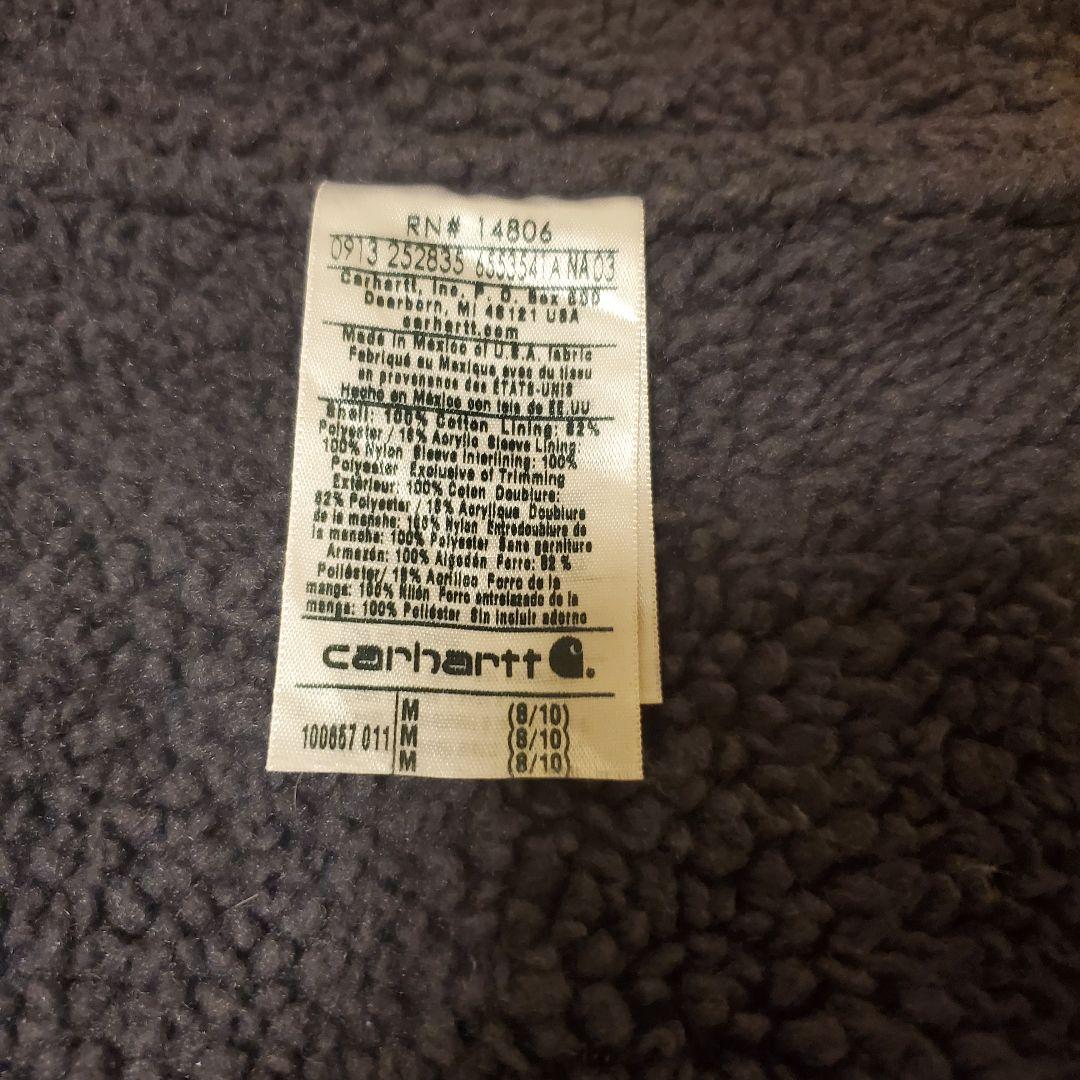 RN# 14806
0913 252835 6553541A NA03
Carhartt, Inc. P. O. Box 600
Dearborn, MI 48121 USA
carhartt.com
Made in Mexico of U.S.A. fabric
Fabriqué au Mexique avec du tissu
en provenance des ÉTATS-UNIS
Hecho en México con tela de EE.UU
Shell: 100% Cotton Lining: 82%
Polyester / 18% Acrylic Sleeve Lining
100% Nylon Sleeve Interlining: 100%
Polyester Exclusive of Trimming
Extérieur: 100% Coton Doublure:
82% Polyester / 18% Acrylique Doublure
de la manche: 100% Nylon Entredoublure de
la manche: 100% Polyester Sans garniture
Armazón: 100% Algodón Forro: 82 %
Poliéster/ 18% Acrílico Forro de la
manga: 100% Nilón Forro entrelazado de la
manga: 100% Poliéster Sin incluir adorno
carhartt
100657 011
M (8/10)
M (8/10)
M (8/10)